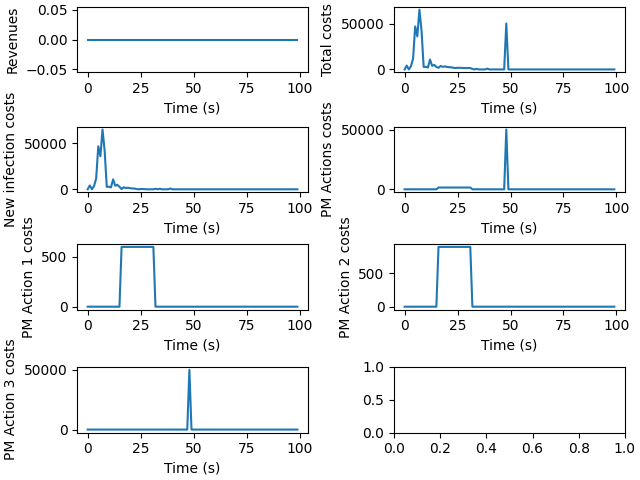 Revenues
0.05
0.00
−0.05
0 25 50 75 100
Time (s)
Total costs
50000
0
0 25 50 75 100
Time (s)
New infection costs
50000
0
0 25 50 75 100
Time (s)
PM Actions costs
50000
0
0 25 50 75 100
Time (s)
PM Action 1 costs
500
0
0 25 50 75 100
Time (s)
PM Action 2 costs
500
0
0 25 50 75 100
Time (s)
PM Action 3 costs
50000
0
0 25 50 75 100
Time (s)
1.0
0.5
0.0
0.0 0.2 0.4 0.6 0.8 1.0